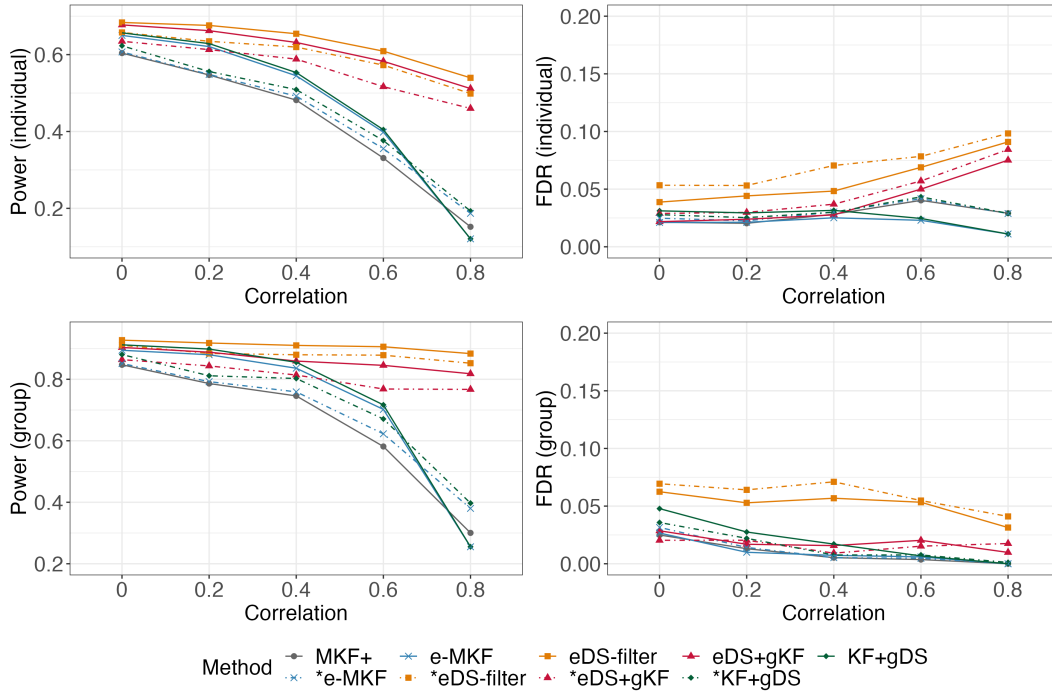 Power (individual)
0.6
0.4
0.2
0 0.2 0.4 0.6 0.8
Correlation
FDR (individual)
0.20
0.15
0.10
0.05
0.00
0 0.2 0.4 0.6 0.8
Correlation
Power (group)
0.8
0.6
0.4
0.2
0 0.2 0.4 0.6 0.8
Correlation
FDR (group)
0.20
0.15
0.10
0.05
0.00
0 0.2 0.4 0.6 0.8
Correlation
Method
MKF+ e-MKF eDS-filter eDS+gKF KF+gDS
*e-MKF *eDS-filter *eDS+gKF *KF+gDS